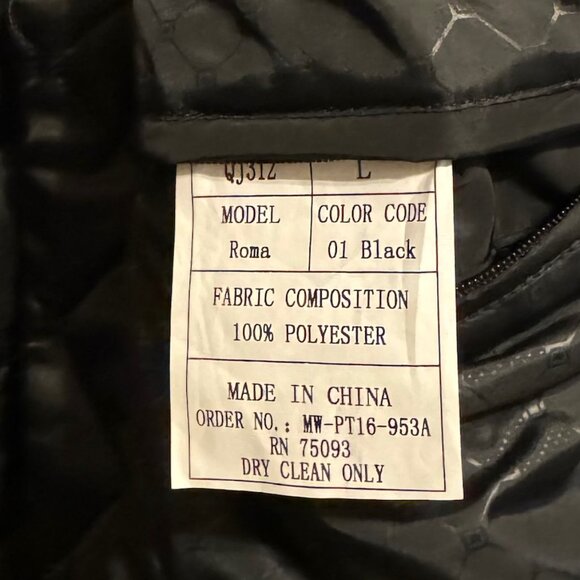 QJ312 L
MODEL COLOR CODE
Roma 01 Black
FABRIC COMPOSITION
100% POLYESTER
MADE IN CHINA
ORDER NO.: MW-PT16-953A
RN 75093
DRY CLEAN ONLY